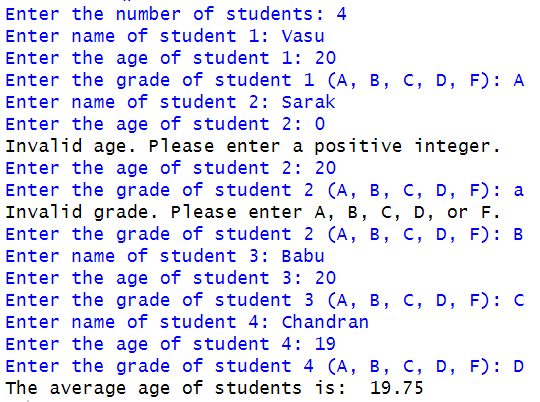 Enter the number of students: 4
Enter name of student 1: Vasu
Enter the age of student 1: 20
Enter the grade of student 1 (A, B, C, D, F): A
Enter name of student 2: Sarak
Enter the age of student 2: 0
Invalid age. Please enter a positive integer.
Enter the age of student 2: 20
Enter the grade of student 2 (A, B, C, D, F): a
Invalid grade. Please enter A, B, C, D, or F.
Enter the grade of student 2 (A, B, C, D, F): B
Enter name of student 3: Babu
Enter the age of student 3: 20
Enter the grade of student 3 (A, B, C, D, F): C
Enter name of student 4: Chandran
Enter the age of student 4: 19
Enter the grade of student 4 (A, B, C, D, F): D
The average age of students is:  19.75